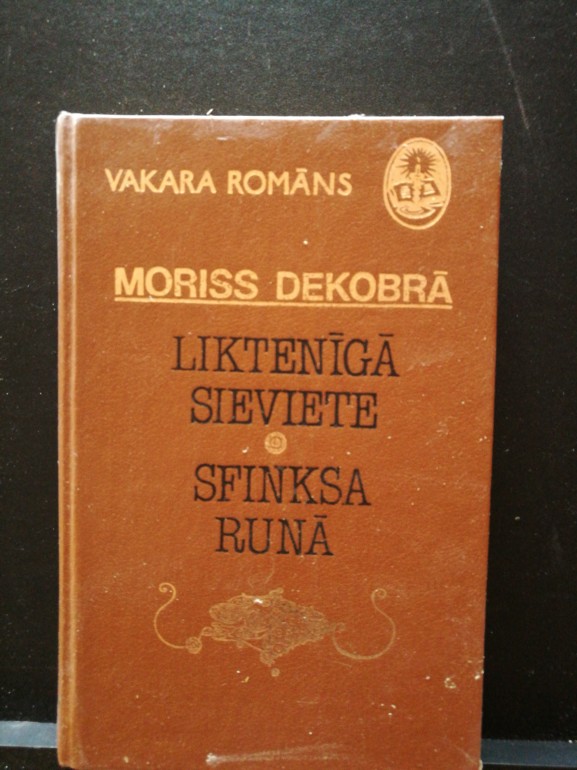 VAKARA ROMĀNS
MORISS DEKOBRĀ
LIKTENĪGĀ
SIEVIETE
SFINKSA
RUNĀ